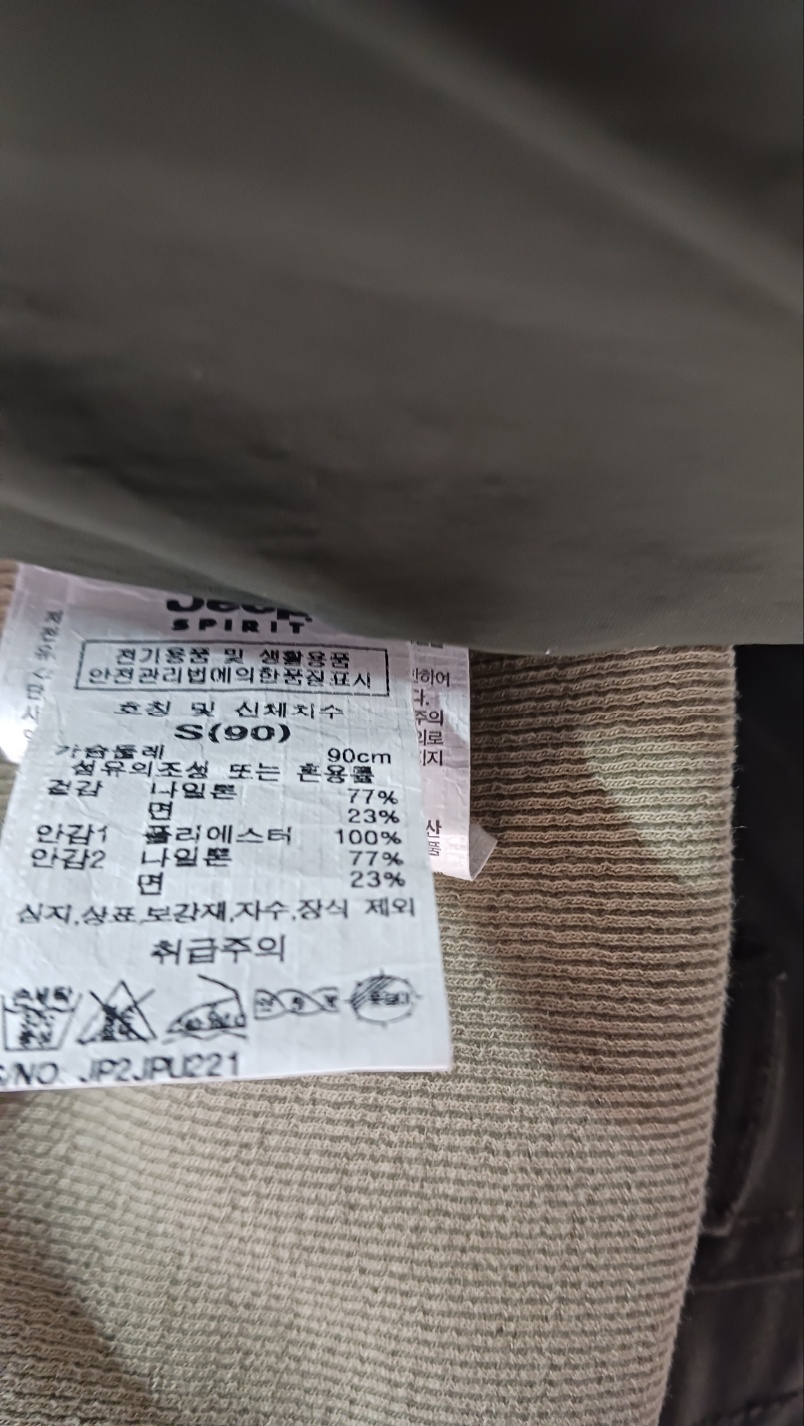 Jeep
SPIRIT
전기용품 및 생활용품
안전관리법에의한품질표시
호칭 및 신체치수
S(90)
가슴둘레 90cm
섬유의조성 또는 혼용률
겉감 나일론 77%
면 23%
안감1 폴리에스터 100%
안감2 나일론 77%
면 23%
심지,상표,보강재,자수,장식 제외
취급주의
/NO. JP2JPU221